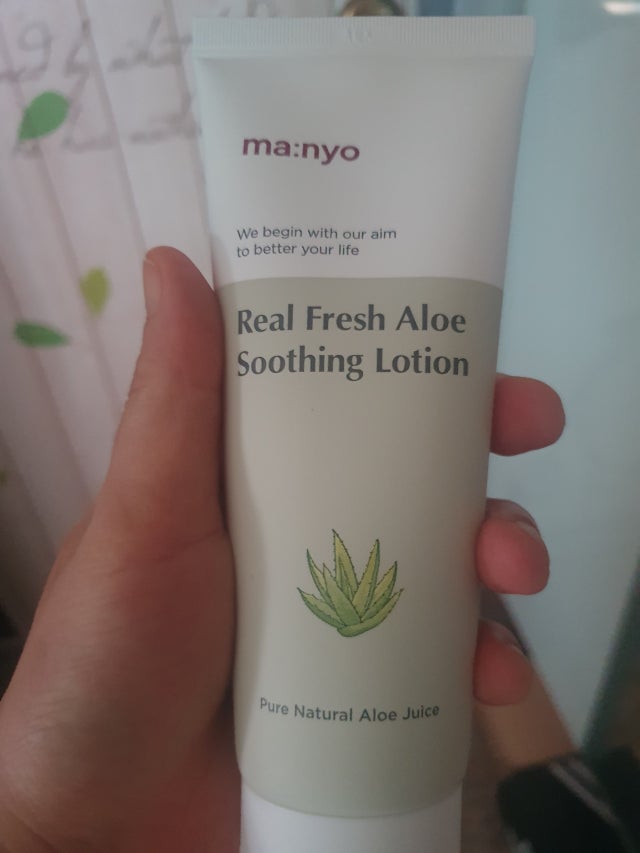 ma:nyo
We begin with our aim
to better your life
Real Fresh Aloe
Soothing Lotion
Pure Natural Aloe Juice